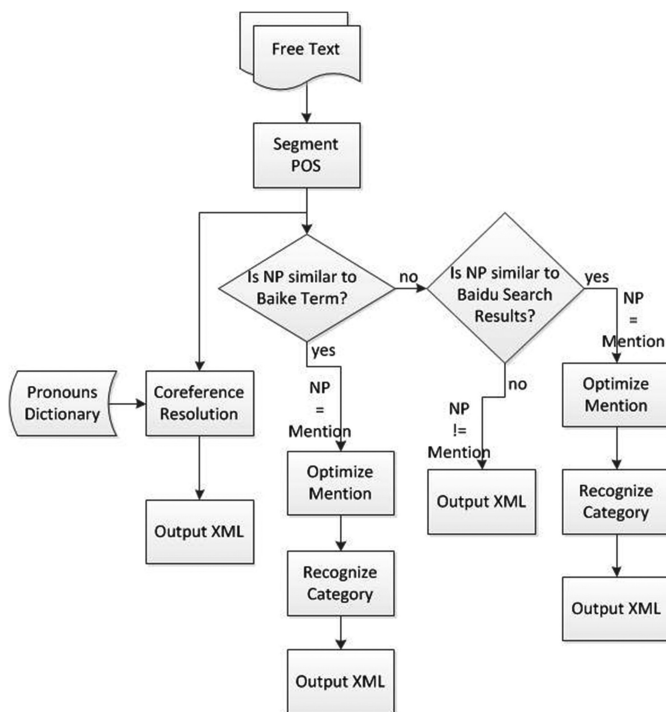 Free Text
Segment
POS
Is NP similar to
Baike Term?
no
Is NP similar to
Baidu Search
Results?
yes
NP
=
Mention
yes
no
Pronouns
Dictionary
Coreference
Resolution
NP
=
Mention
NP
!=
Mention
Optimize
Mention
Optimize
Mention
Output XML
Output XML
Recognize
Category
Recognize
Category
Output XML
Output XML